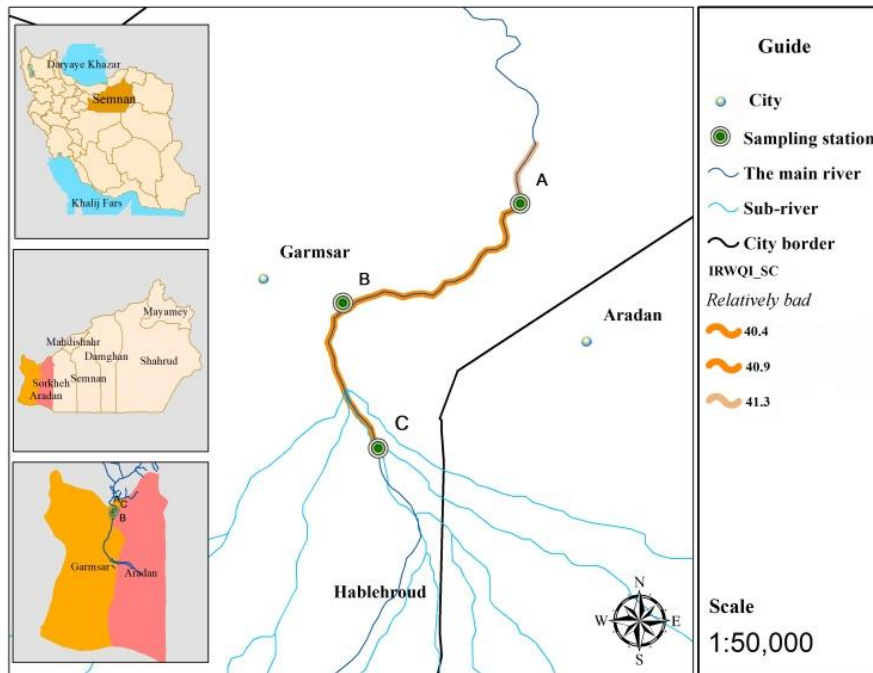 Daryaye Khazar
Semnan
Khalij Fars
Mayamey
Mahdishahr
Damghan
Shahrud
Sorkheh
Semnan
Aradan
A
C
B
Garmsar
Aradan
A
Garmsar
B
Aradan
C
Hablehroud
N
W
E
S
Guide
City
Sampling station
The main river
Sub-river
City border
IRWQI_SC
Relatively bad
40.4
40.9
41.3
Scale
1:50,000